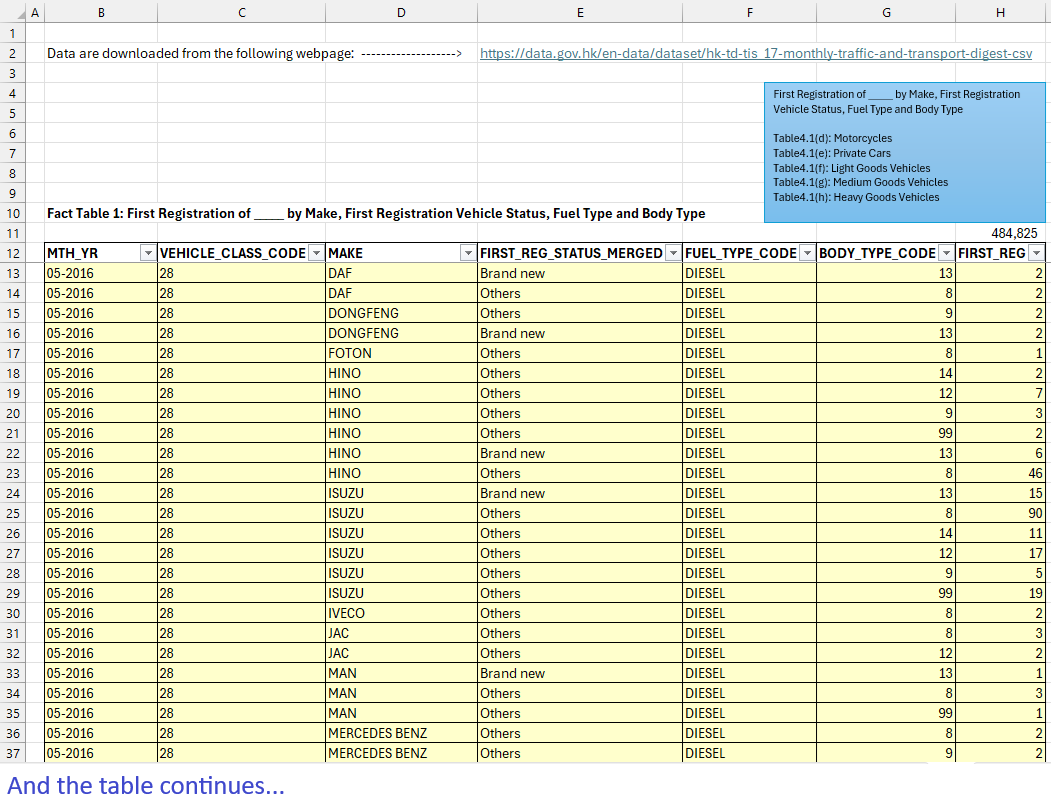 A B C D E F G H
1
2 Data are downloaded from the following webpage: -------------------> https://data.gov.hk/en-data/dataset/hk-td-tis_17-monthly-traffic-and-transport-digest-csv
3
4 First Registration of ____ by Make, First Registration
Vehicle Status, Fuel Type and Body Type
5
6
Table4.1(d): Motorcycles
7 Table4.1(e): Private Cars
8 Table4.1(f): Light Goods Vehicles
Table4.1(g): Medium Goods Vehicles
9 Table4.1(h): Heavy Goods Vehicles
10 Fact Table 1: First Registration of ____ by Make, First Registration Vehicle Status, Fuel Type and Body Type
11 484,825
12 MTH_YR VEHICLE_CLASS_CODE MAKE FIRST_REG_STATUS_MERGED FUEL_TYPE_CODE BODY_TYPE_CODE FIRST_REG
13 05-2016 28 DAF Brand new DIESEL 13 2
14 05-2016 28 DAF Others DIESEL 8 2
15 05-2016 28 DONGFENG Others DIESEL 9 2
16 05-2016 28 DONGFENG Brand new DIESEL 13 2
17 05-2016 28 FOTON Others DIESEL 8 1
18 05-2016 28 HINO Others DIESEL 14 2
19 05-2016 28 HINO Others DIESEL 12 7
20 05-2016 28 HINO Others DIESEL 9 3
21 05-2016 28 HINO Others DIESEL 99 2
22 05-2016 28 HINO Brand new DIESEL 13 6
23 05-2016 28 HINO Others DIESEL 8 46
24 05-2016 28 ISUZU Brand new DIESEL 13 15
25 05-2016 28 ISUZU Others DIESEL 8 90
26 05-2016 28 ISUZU Others DIESEL 14 11
27 05-2016 28 ISUZU Others DIESEL 12 17
28 05-2016 28 ISUZU Others DIESEL 9 5
29 05-2016 28 ISUZU Others DIESEL 99 19
30 05-2016 28 IVECO Others DIESEL 8 2
31 05-2016 28 JAC Others DIESEL 8 3
32 05-2016 28 JAC Others DIESEL 12 2
33 05-2016 28 MAN Brand new DIESEL 13 1
34 05-2016 28 MAN Others DIESEL 8 3
35 05-2016 28 MAN Others DIESEL 99 1
36 05-2016 28 MERCEDES BENZ Others DIESEL 8 2
37 05-2016 28 MERCEDES BENZ Others DIESEL 9 2
And the table continues...